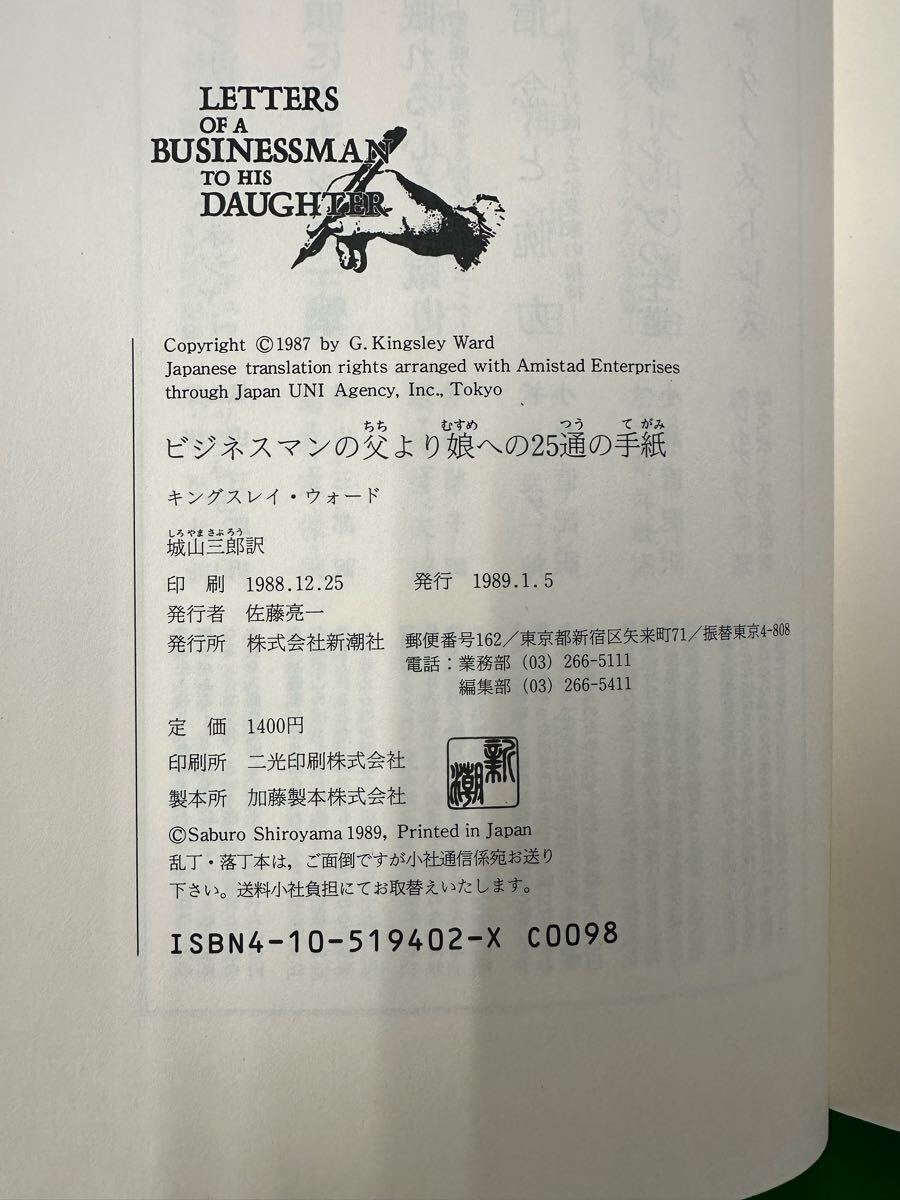 LETTERS
OF A
BUSINESSMAN
TO HIS
DAUGHTER
Copyright ©1987 by G. Kingsley Ward
Japanese translation rights arranged with Amistad Enterprises
through Japan UNI Agency, Inc., Tokyo
ビジネスマンの父より娘への25通の手紙
キングスレイ・ウォード
城山三郎訳
印 刷 1988.12.25 発行 1989.1.5
発行者 佐藤亮一
発行所 株式会社新潮社 郵便番号162/東京都新宿区矢来町71/振替東京4-808
電話：業務部 (03) 266-5111
編集部 (03) 266-5411
定 価 1400円
印刷所 二光印刷株式会社
製本所 加藤製本株式会社
新潮
©Saburo Shiroyama 1989, Printed in Japan
乱丁・落丁本は，ご面倒ですが小社通信係宛お送り
下さい。送料小社負担にてお取替えいたします。
ISBN4-10-519402-X C0098